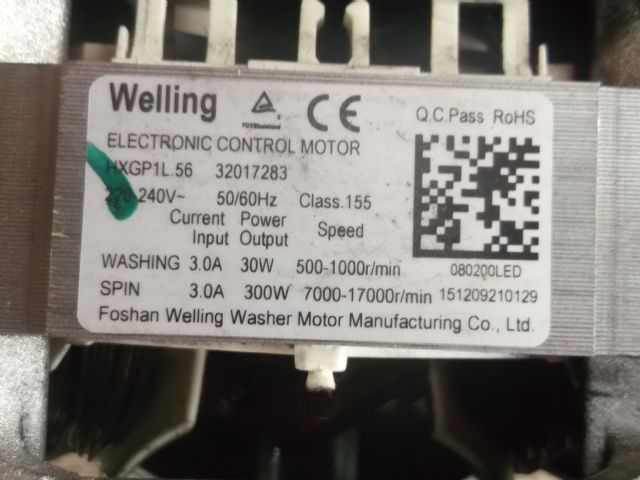 Welling
TÜVRheinland
CE
Q.C.Pass RoHS
ELECTRONIC CONTROL MOTOR
HXGP1L.56 32017283
220-240V~ 50/60Hz Class.155
Current Power Speed
Input Output
WASHING 3.0A 30W 500-1000r/min
SPIN 3.0A 300W 7000-17000r/min
080200LED
151209210129
Foshan Welling Washer Motor Manufacturing Co., Ltd.